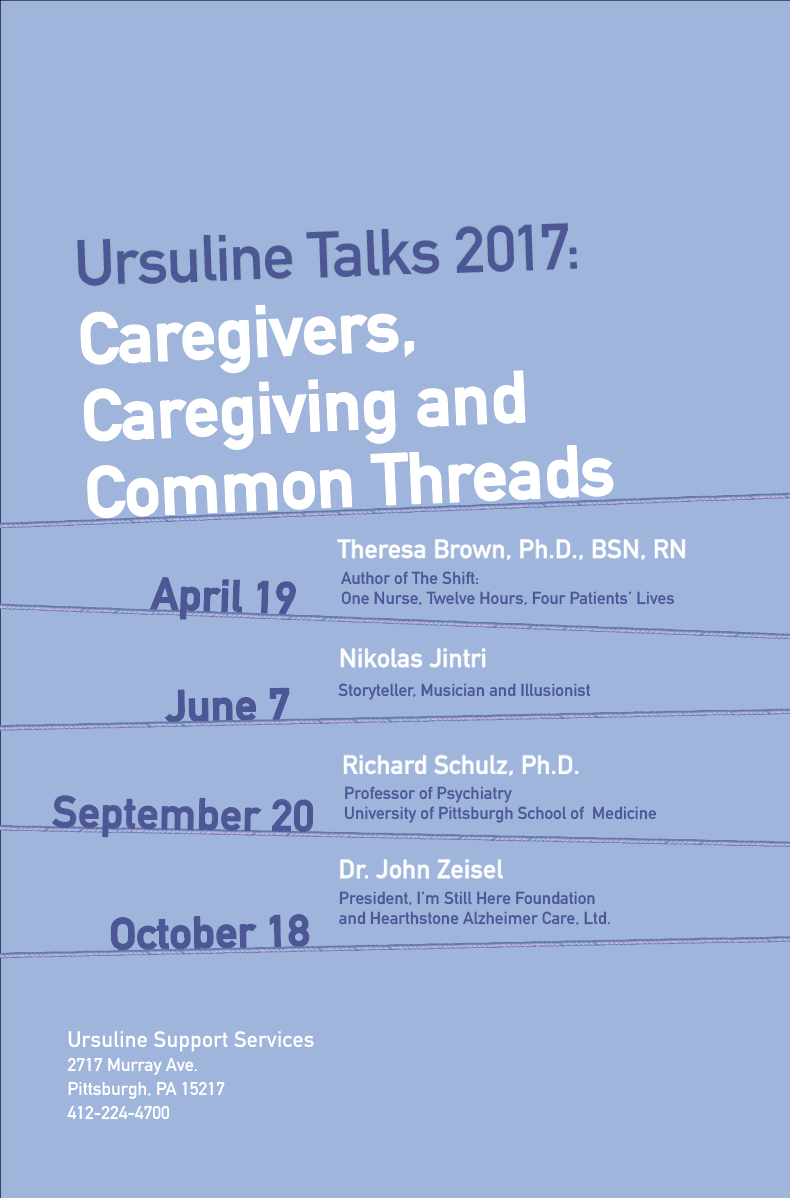 Ursuline Talks 2017:
Caregivers,
Caregiving and
Common Threads
April 19
Theresa Brown, Ph.D., BSN, RN
Author of The Shift:
One Nurse, Twelve Hours, Four Patients’ Lives
June 7
Nikolas Jintri
Storyteller, Musician and Illusionist
September 20
Richard Schulz, Ph.D.
Professor of Psychiatry
University of Pittsburgh School of Medicine
October 18
Dr. John Zeisel
President, I’m Still Here Foundation
and Hearthstone Alzheimer Care, Ltd.
Ursuline Support Services
2717 Murray Ave.
Pittsburgh, PA 15217
412-224-4700